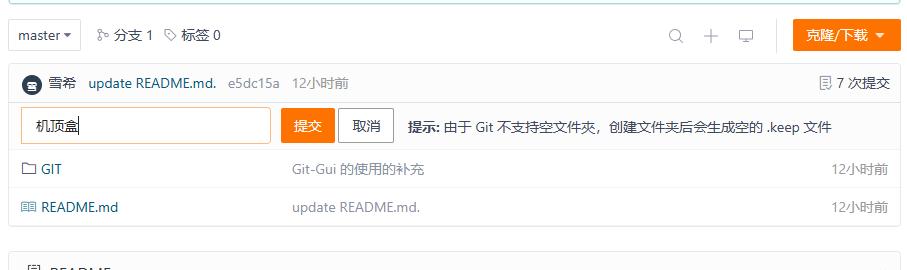 master 分支 1 标签 0 克隆/下载
雪希 update README.md. e5dc15a 12小时前 7 次提交
机顶盒 提交 取消 提示: 由于 Git 不支持空文件夾，创建文件夹后会生成空的 .keep 文件
GIT Git-Gui 的使用的补充 12小时前
README.md update README.md. 12小时前